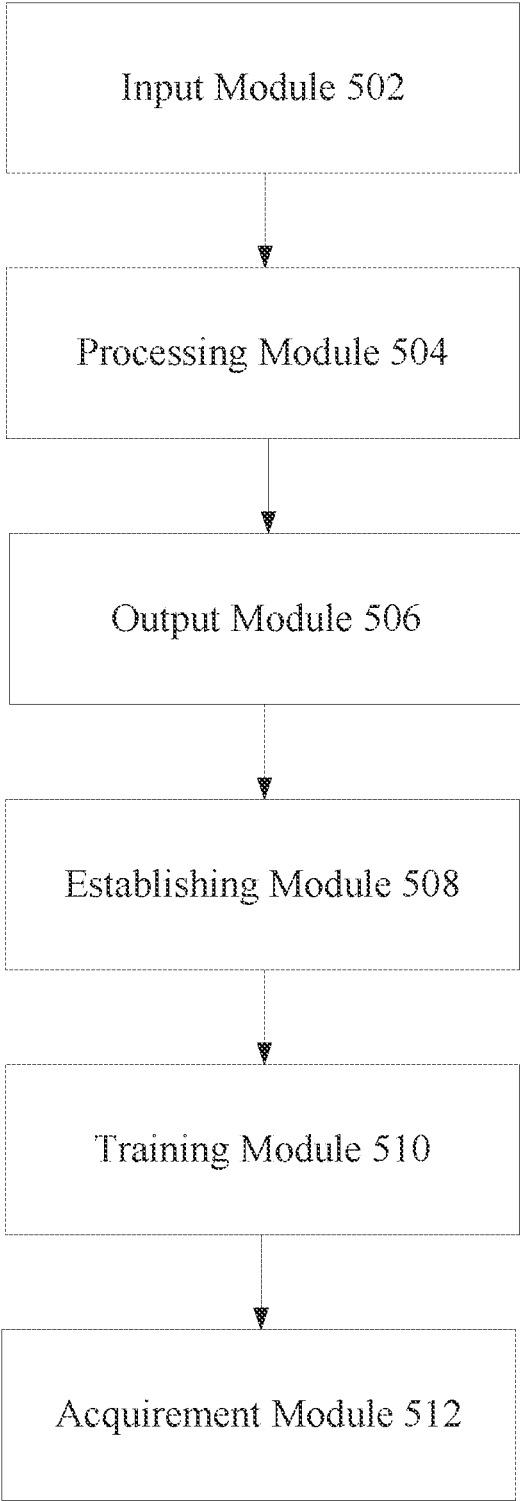 Input Module 502
Processing Module 504
Output Module 506
Establishing Module 508
Training Module 510
Acquirement Module 512